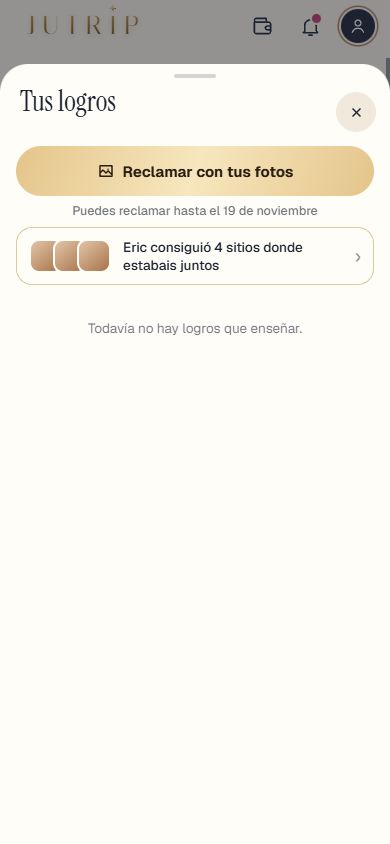 JUTRIP
Tus logros
Reclamar con tus fotos
Puedes reclamar hasta el 19 de noviembre
Eric consiguió 4 sitios donde
estabais juntos
Todavía no hay logros que enseñar.